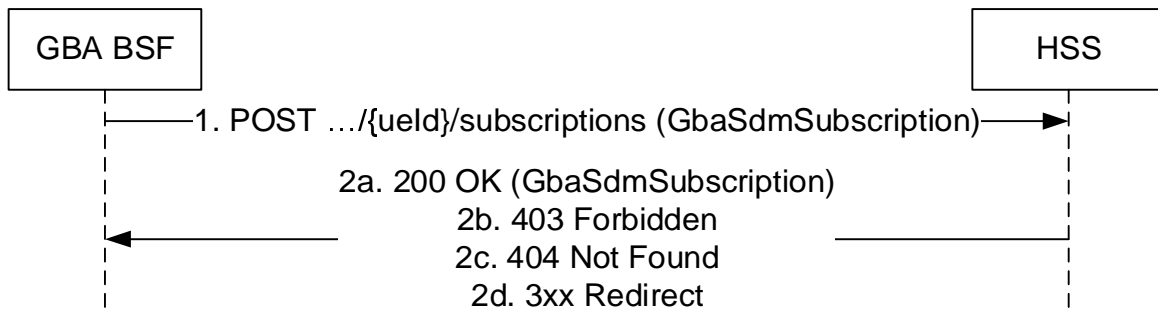 GBA BSF
HSS
1. POST …/{ueId}/subscriptions (GbaSdmSubscription)
2a. 200 OK (GbaSdmSubscription)
2b. 403 Forbidden
2c. 404 Not Found
2d. 3xx Redirect